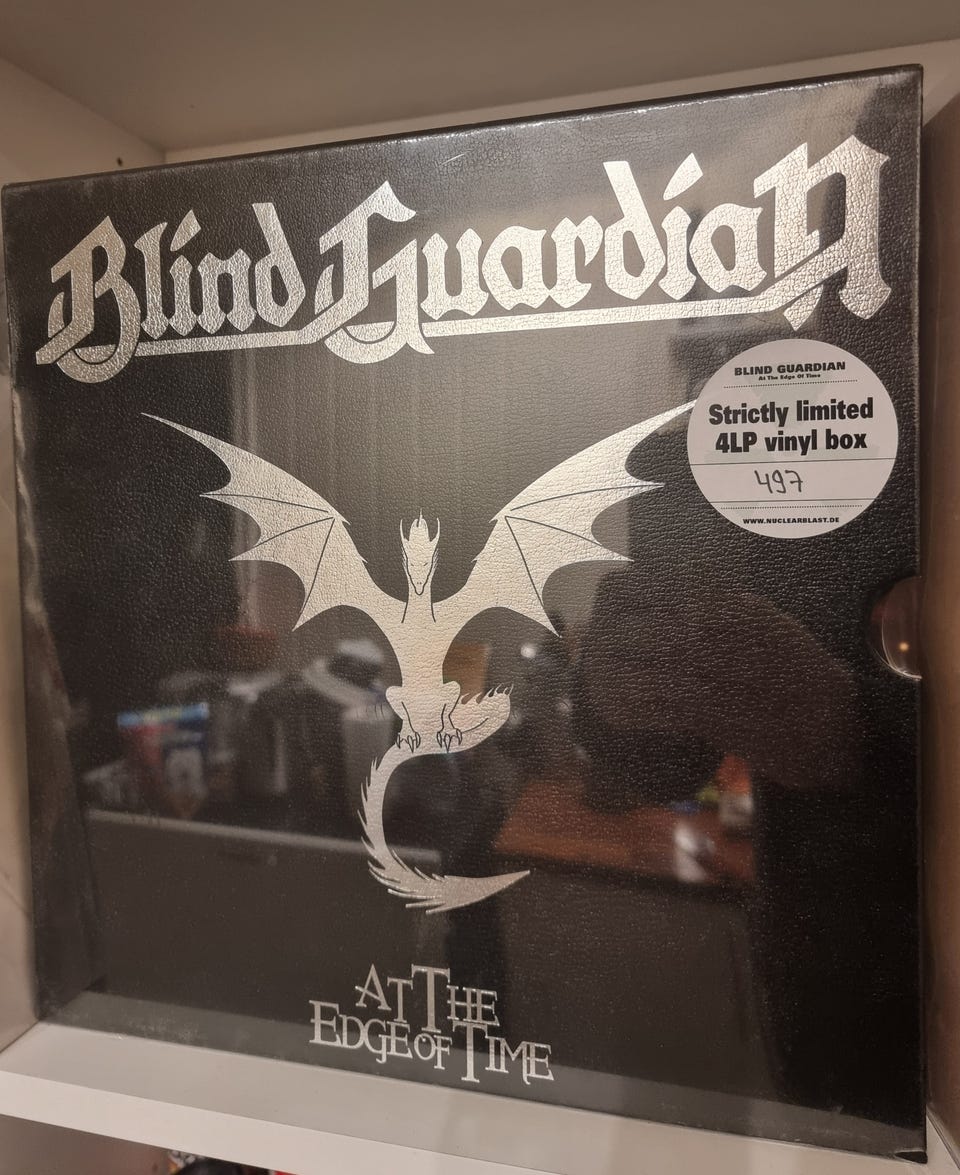 Blind Guardian
BLIND GUARDIAN
At The Edge Of Time
Strictly limited
4LP vinyl box
497
WWW.NUCLEARBLAST.DE
AT THE
EDGE OF TIME